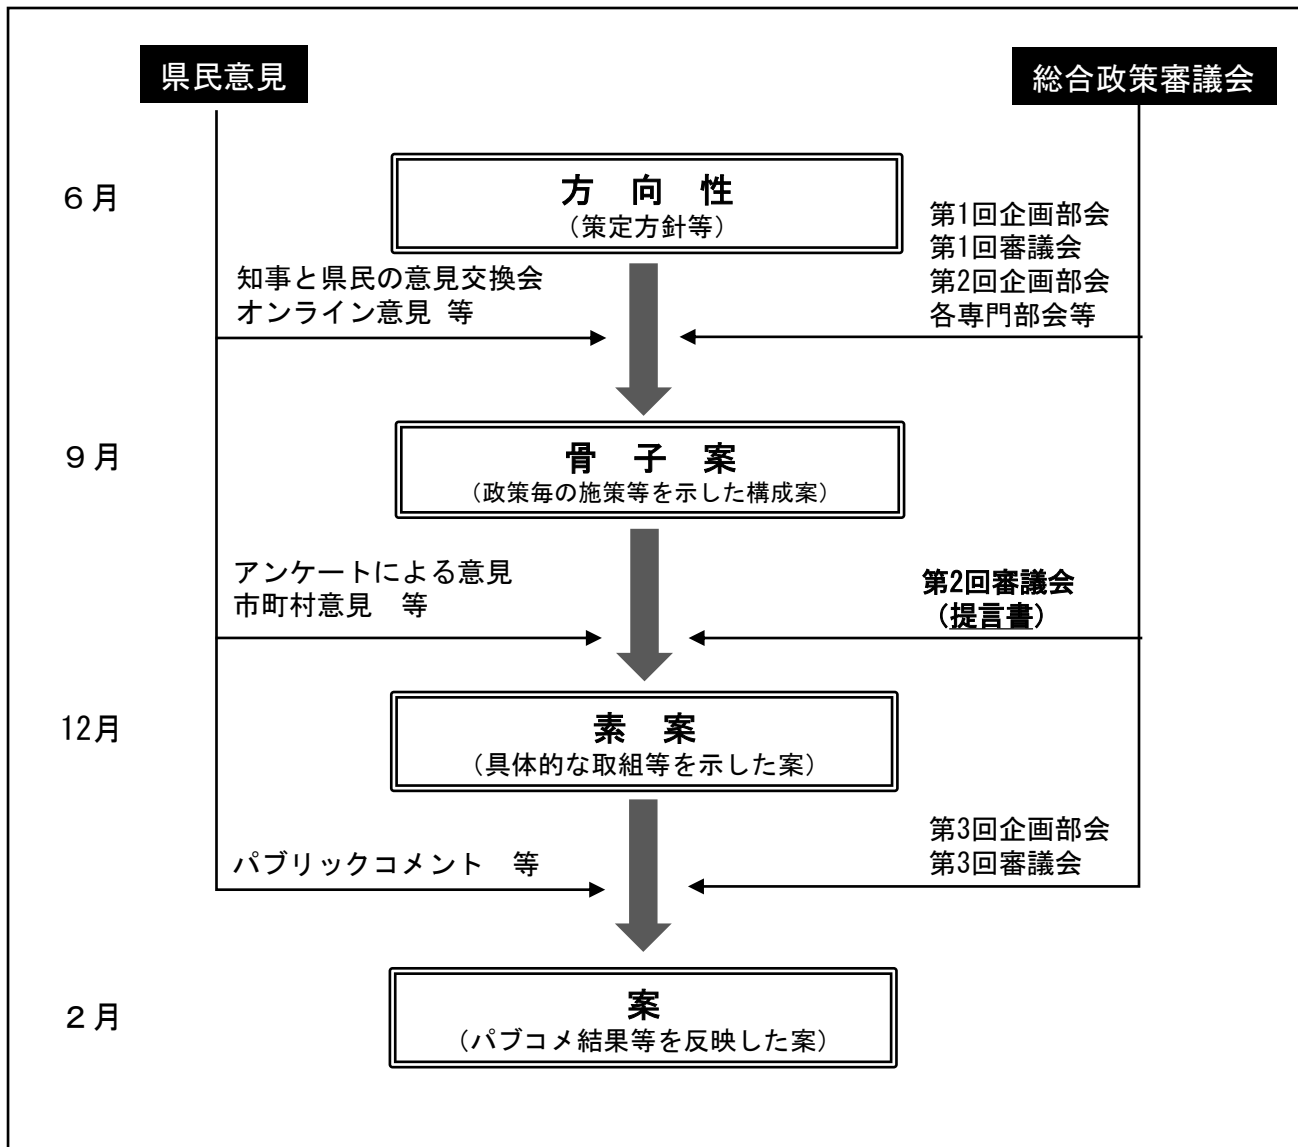 県民意見
総合政策審議会
6月
方 向 性
（策定方針等）
第1回企画部会
第1回審議会
第2回企画部会
各専門部会等
知事と県民の意見交換会
オンライン意見 等
9月
骨 子 案
（政策毎の施策等を示した構成案）
アンケートによる意見
市町村意見 等
第2回審議会
（提言書）
12月
素 案
（具体的な取組等を示した案）
第3回企画部会
第3回審議会
パブリックコメント 等
2月
案
（パブコメ結果等を反映した案）